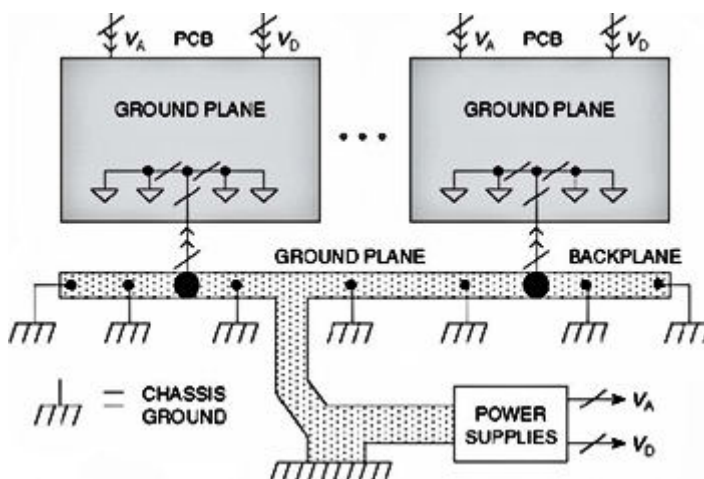 VA PCB VD
VA PCB VD
GROUND PLANE
GROUND PLANE
GROUND PLANE
BACKPLANE
CHASSIS
GROUND
POWER
SUPPLIES
VA
VD